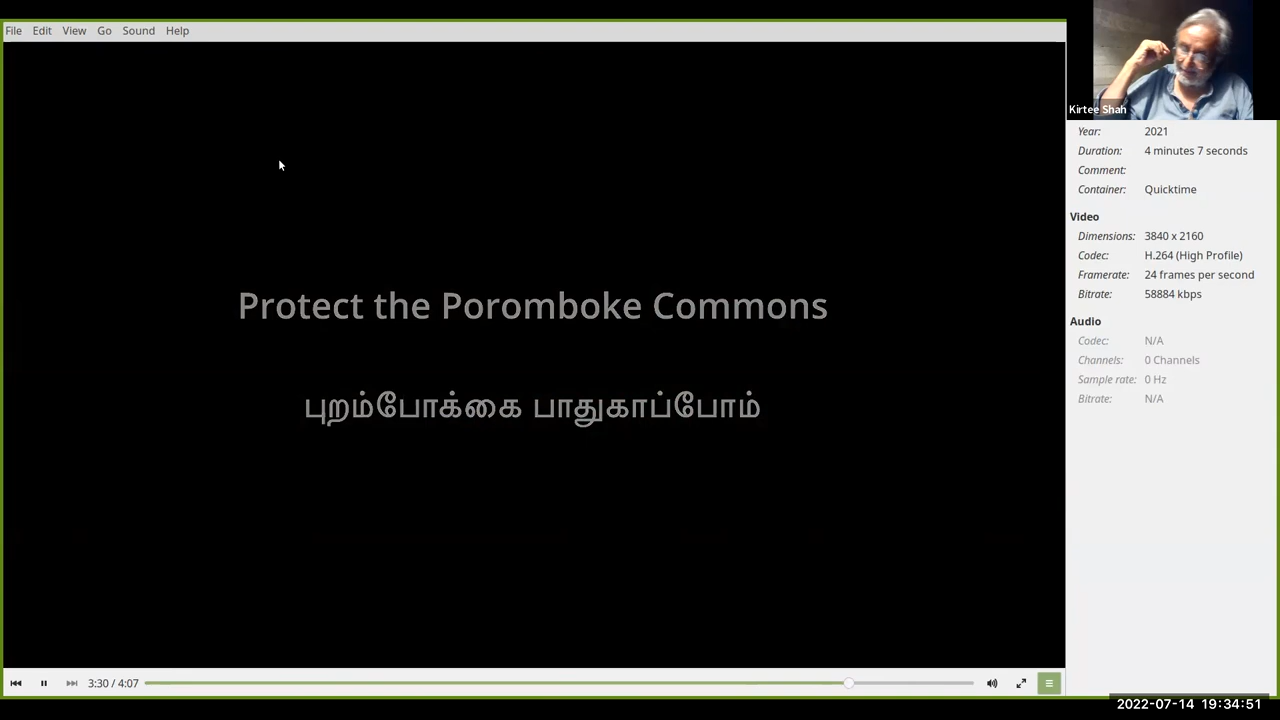 File Edit View Go Sound Help
Kirtee Shah
Protect the Poromboke Commons
புறம்போக்கை பாதுகாப்போம்
Year: 2021
Duration: 4 minutes 7 seconds
Comment:
Container: Quicktime
Video
Dimensions: 3840 x 2160
Codec: H.264 (High Profile)
Framerate: 24 frames per second
Bitrate: 58884 kbps
Audio
Codec: N/A
Channels: 0 Channels
Sample rate: 0 Hz
Bitrate: N/A
3:30 / 4:07
2022-07-14 19:34:51